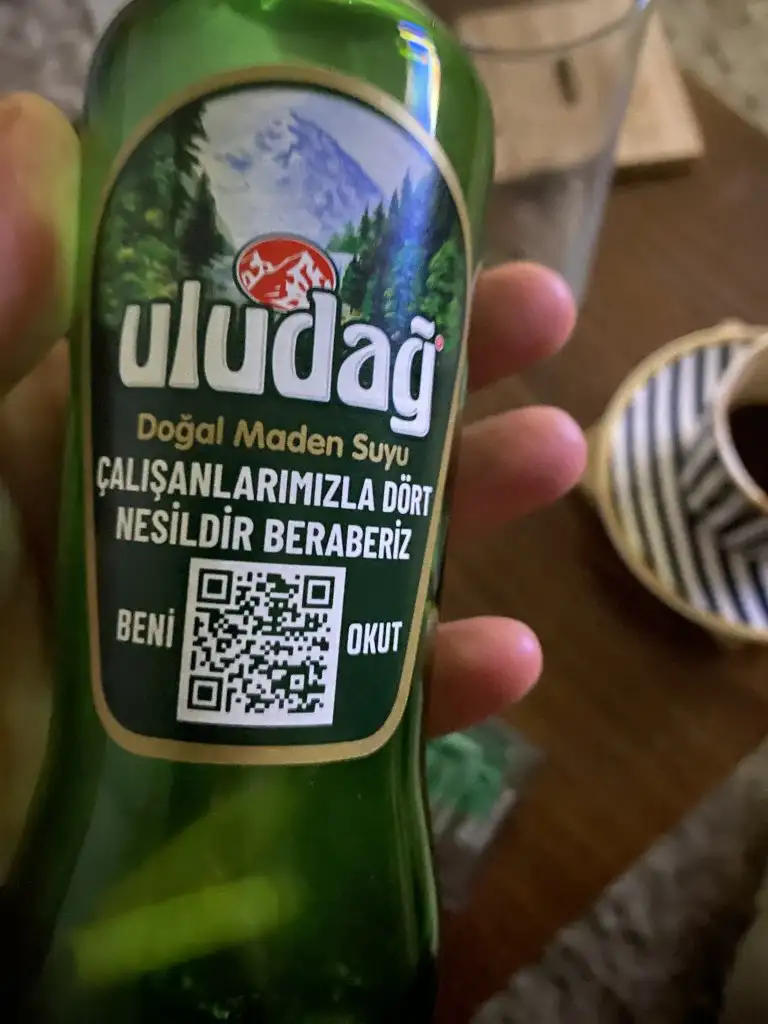 uludağ
Doğal Maden Suyu
ÇALIŞANLARIMIZLA DÖRT
NESİLDİR BERABERİZ
BENİ OKUT